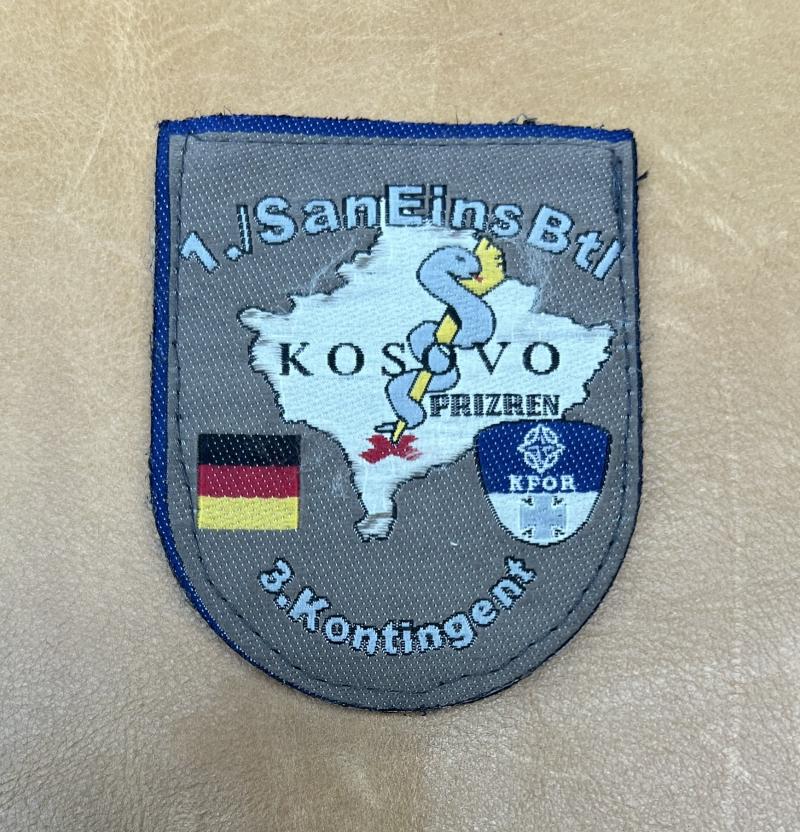 1./SanEinsBtl
KOSOVO
PRIZREN
KFOR
3.Kontingent